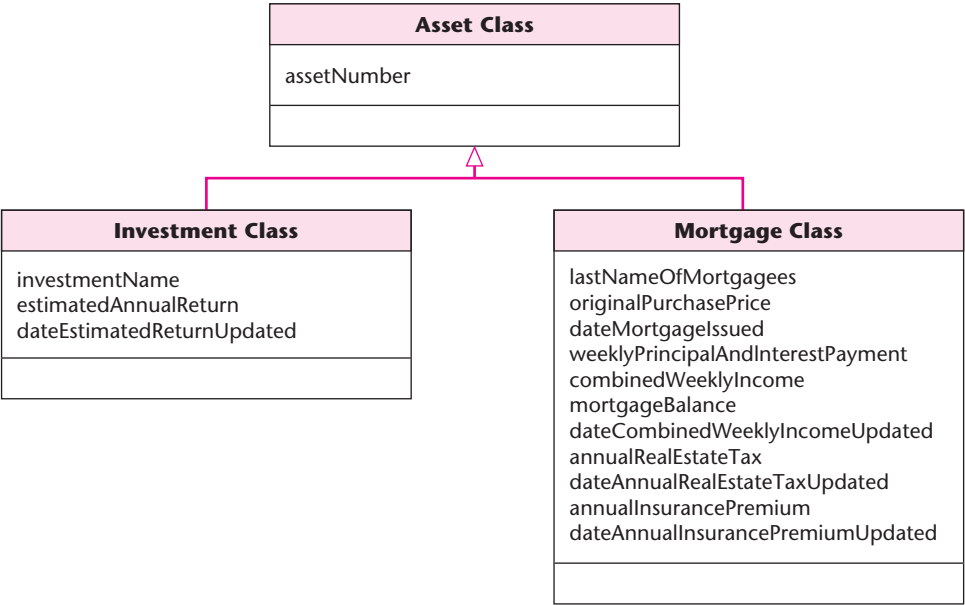 Asset Class
assetNumber
Investment Class
investmentName
estimatedAnnualReturn
dateEstimatedReturnUpdated
Mortgage Class
lastNameOfMortgagees
originalPurchasePrice
dateMortgageIssued
weeklyPrincipalAndInterestPayment
combinedWeeklyIncome
mortgageBalance
dateCombinedWeeklyIncomeUpdated
annualRealEstateTax
dateAnnualRealEstateTaxUpdated
annualInsurancePremium
dateAnnualInsurancePremiumUpdated